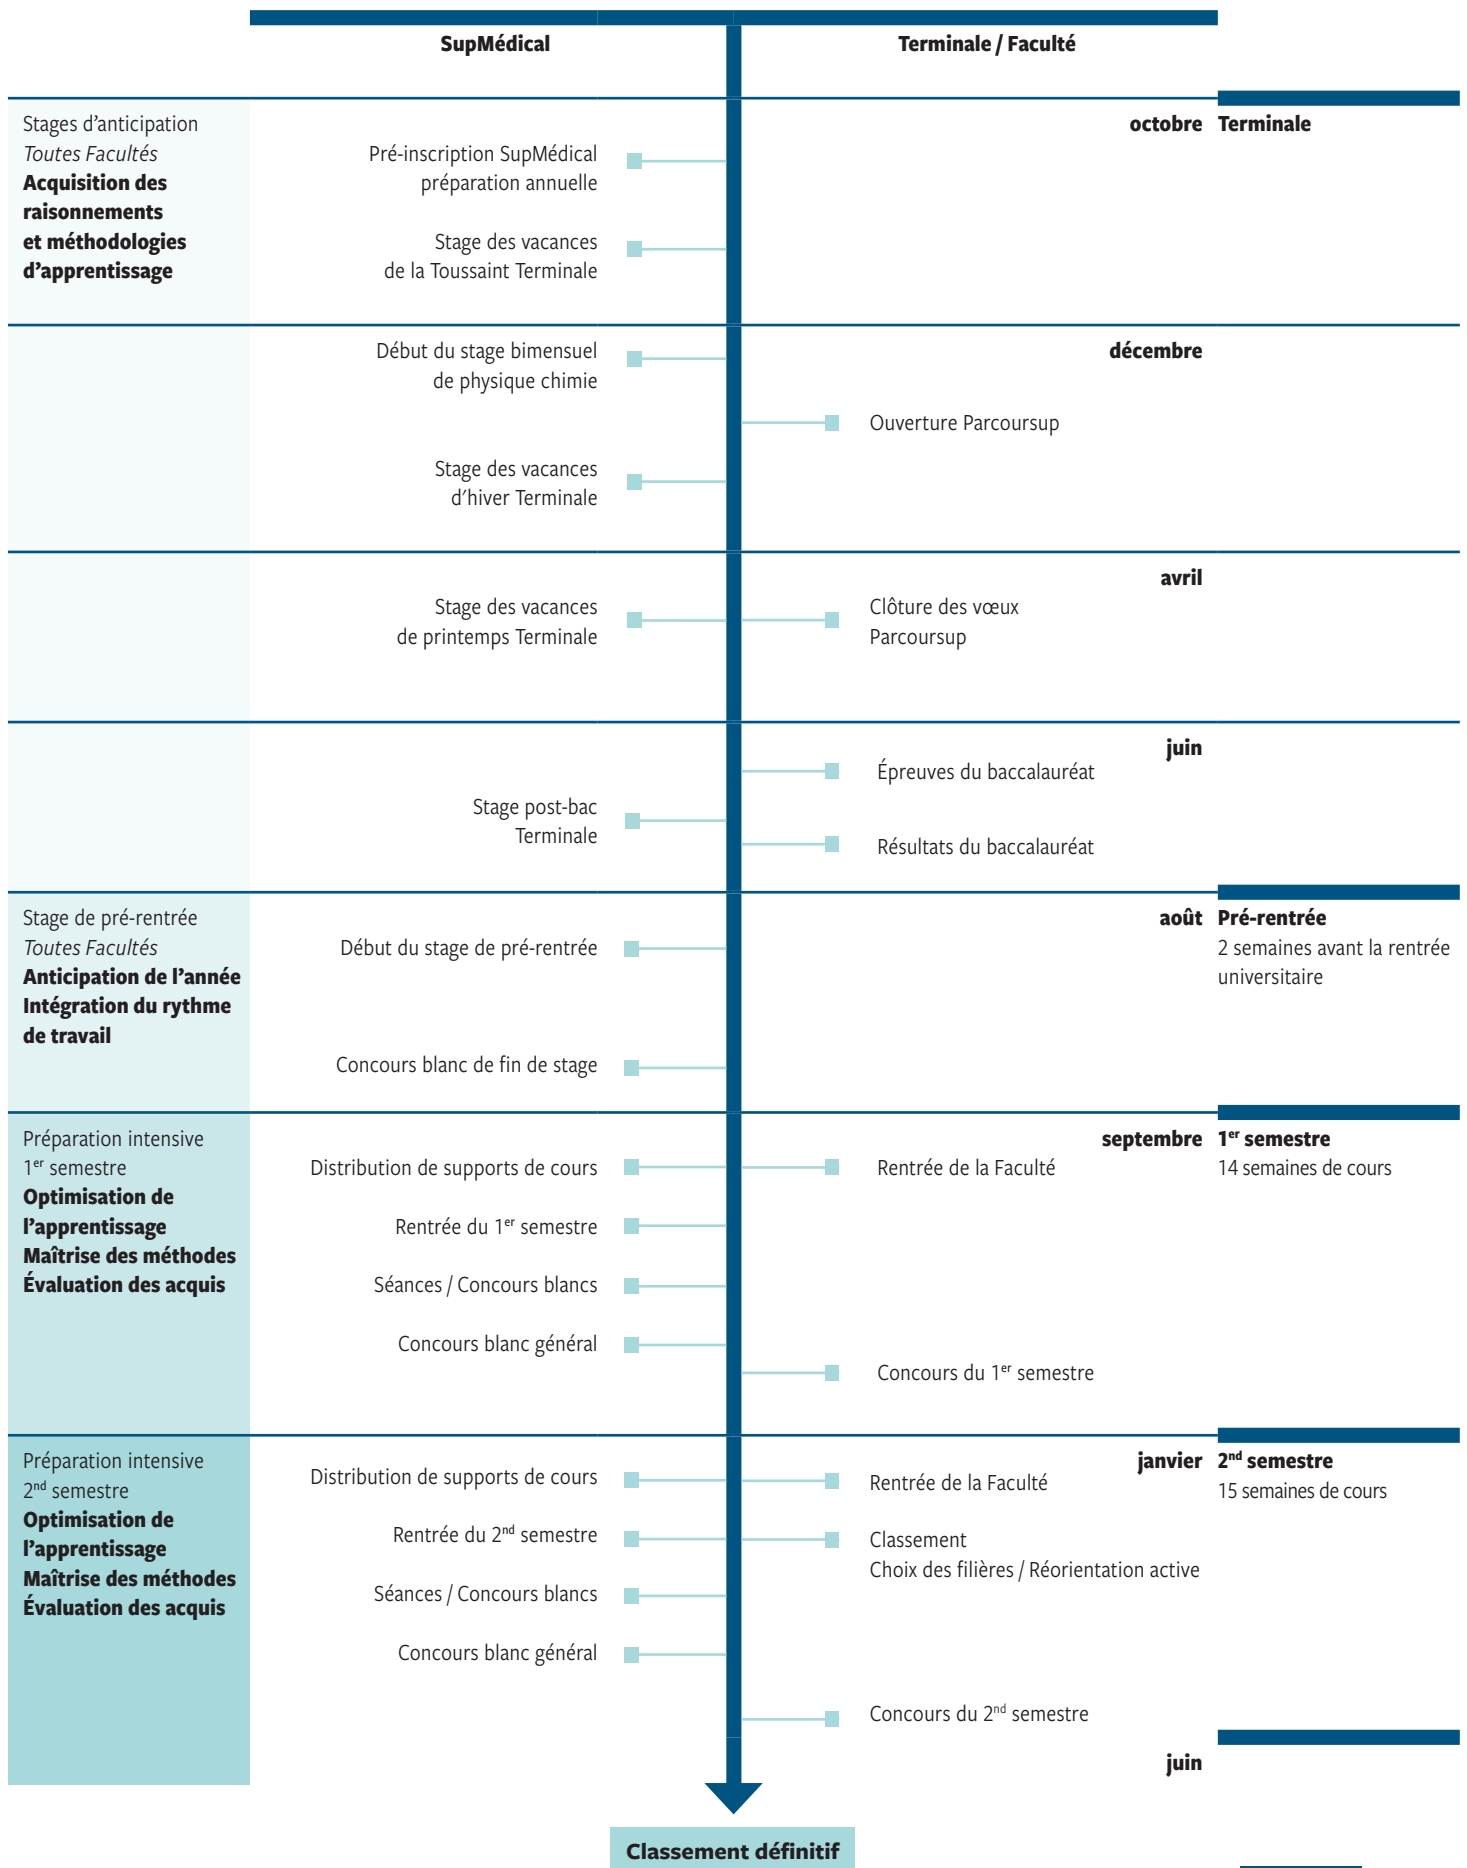 SupMédical
Terminale / Faculté
Stages d’anticipation
Toutes Facultés
Acquisition des
raisonnements
et méthodologies
d’apprentissage
Pré-inscription SupMédical
préparation annuelle
Stage des vacances
de la Toussaint Terminale
octobre
Terminale
Début du stage bimensuel
de physique chimie
décembre
Ouverture Parcoursup
Stage des vacances
d’hiver Terminale
avril
Stage des vacances
de printemps Terminale
Clôture des vœux
Parcoursup
juin
Épreuves du baccalauréat
Stage post-bac
Terminale
Résultats du baccalauréat
Stage de pré-rentrée
Toutes Facultés
Anticipation de l’année
Intégration du rythme
de travail
Début du stage de pré-rentrée
Concours blanc de fin de stage
août
Pré-rentrée
2 semaines avant la rentrée
universitaire
Préparation intensive
1er semestre
Optimisation de
l’apprentissage
Maîtrise des méthodes
Évaluation des acquis
Distribution de supports de cours
Rentrée du 1er semestre
Séances / Concours blancs
Concours blanc général
septembre
Rentrée de la Faculté
Concours du 1er semestre
1er semestre
14 semaines de cours
Préparation intensive
2nd semestre
Optimisation de
l’apprentissage
Maîtrise des méthodes
Évaluation des acquis
Distribution de supports de cours
Rentrée du 2nd semestre
Séances / Concours blancs
Concours blanc général
janvier
Rentrée de la Faculté
Classement
Choix des filières / Réorientation active
Concours du 2nd semestre
2nd semestre
15 semaines de cours
juin
Classement définitif